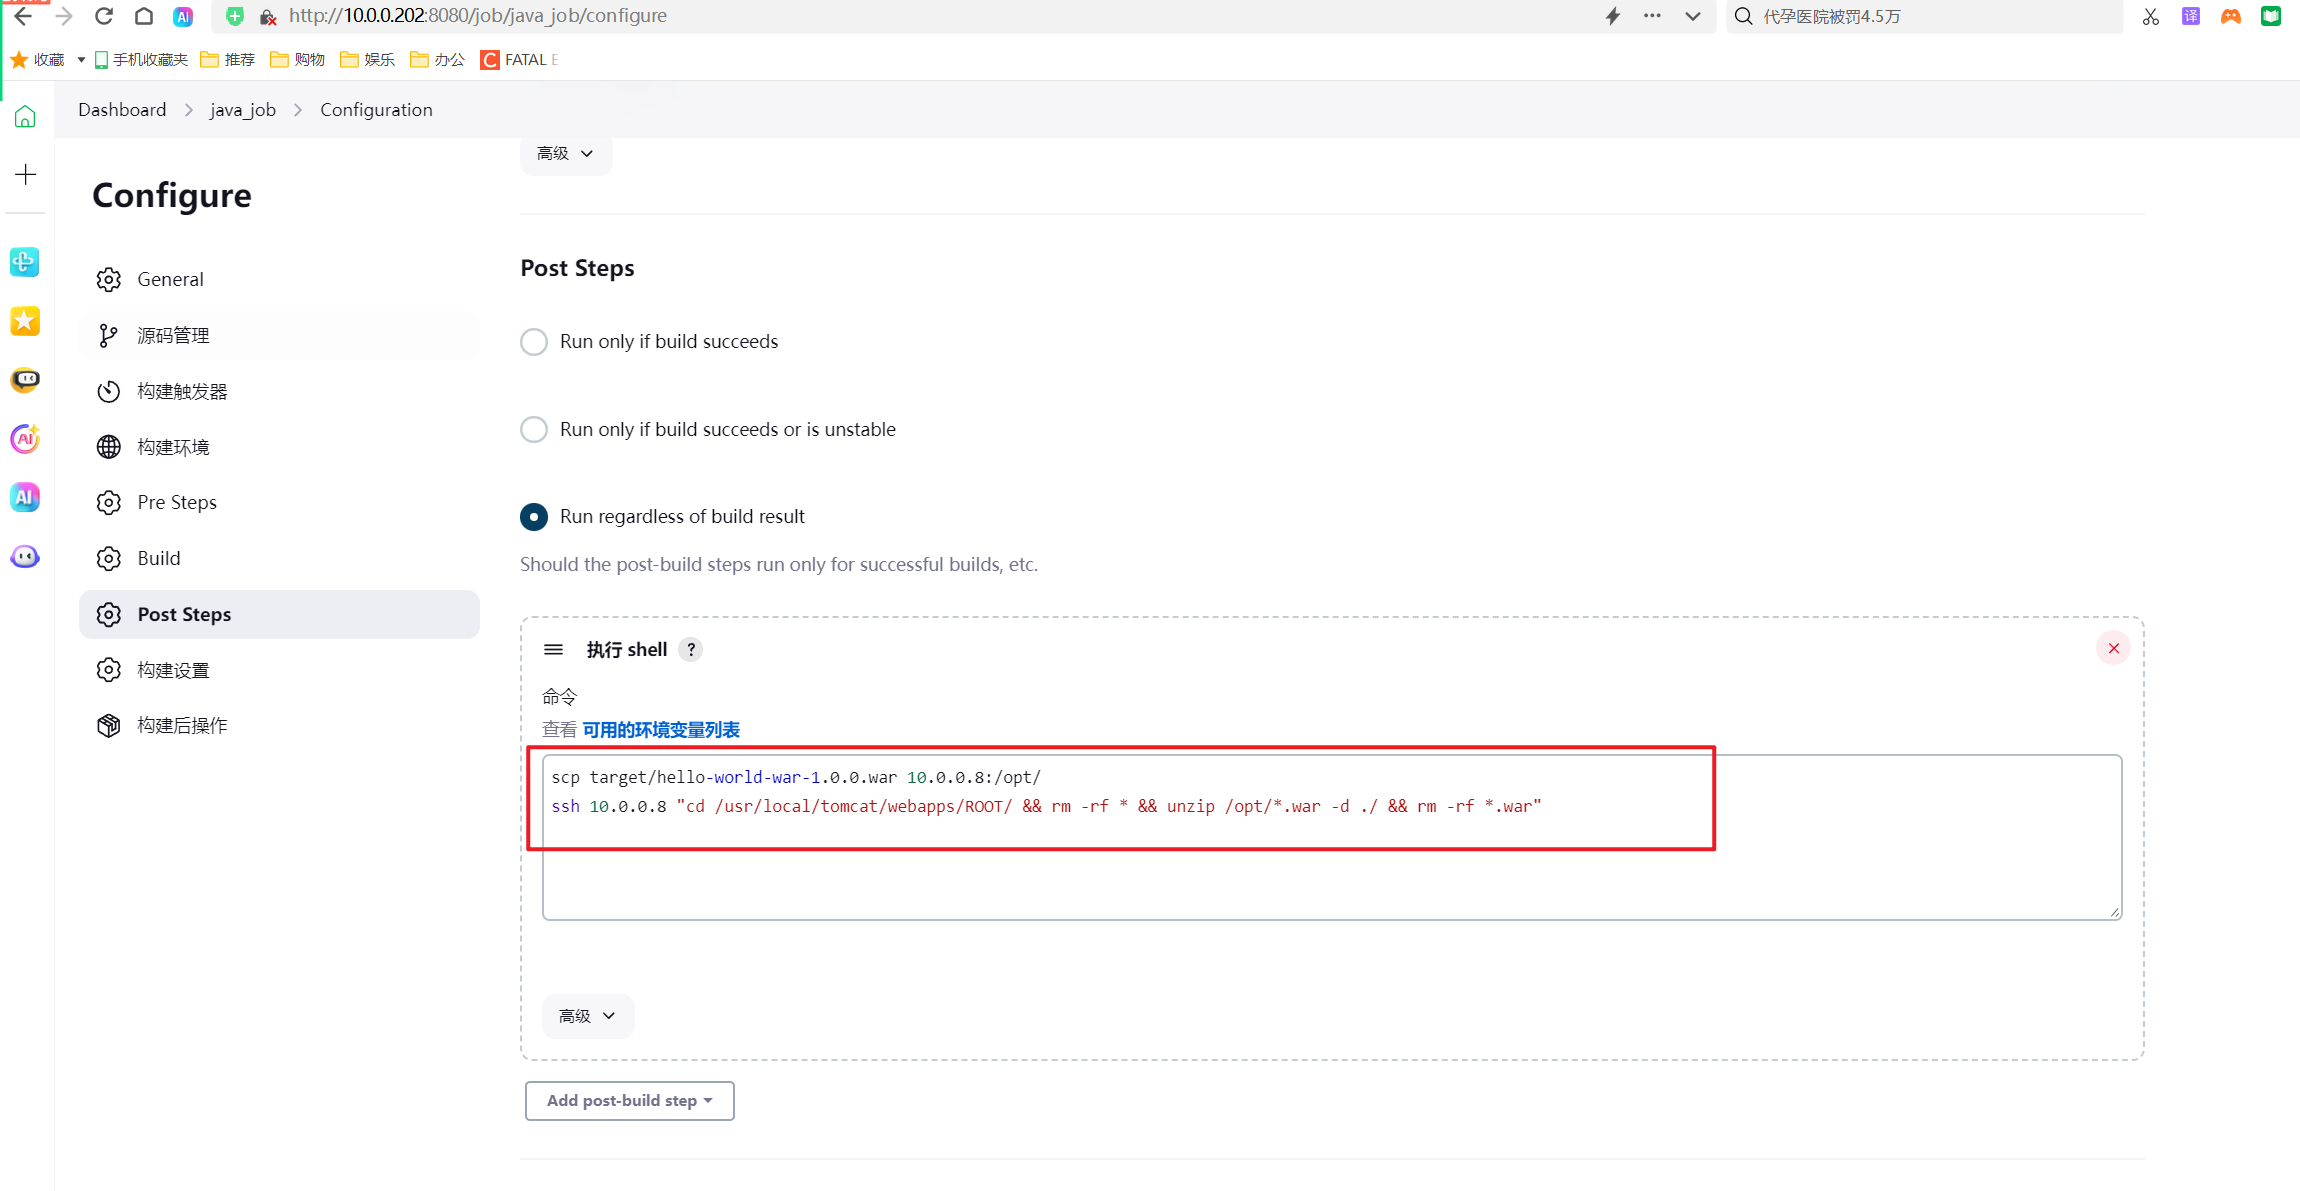 http://10.0.0.202:8080/job/java_job/configure
代孕医院被罚4.5万
译
收藏 手机收藏夹 推荐 购物 娱乐 办公 FATAL E
Dashboard > java_job > Configuration
高级
Configure
General
源码管理
构建触发器
构建环境
Pre Steps
Build
Post Steps
构建设置
构建后操作
Post Steps
Run only if build succeeds
Run only if build succeeds or is unstable
Run regardless of build result
Should the post-build steps run only for successful builds, etc.
执行 shell ?
命令
查看 可用的环境变量列表
scp target/hello-world-war-1.0.0.war 10.0.0.8:/opt/
ssh 10.0.0.8 "cd /usr/local/tomcat/webapps/ROOT/ && rm -rf * && unzip /opt/*.war -d ./ && rm -rf *.war"
高级
Add post-build step